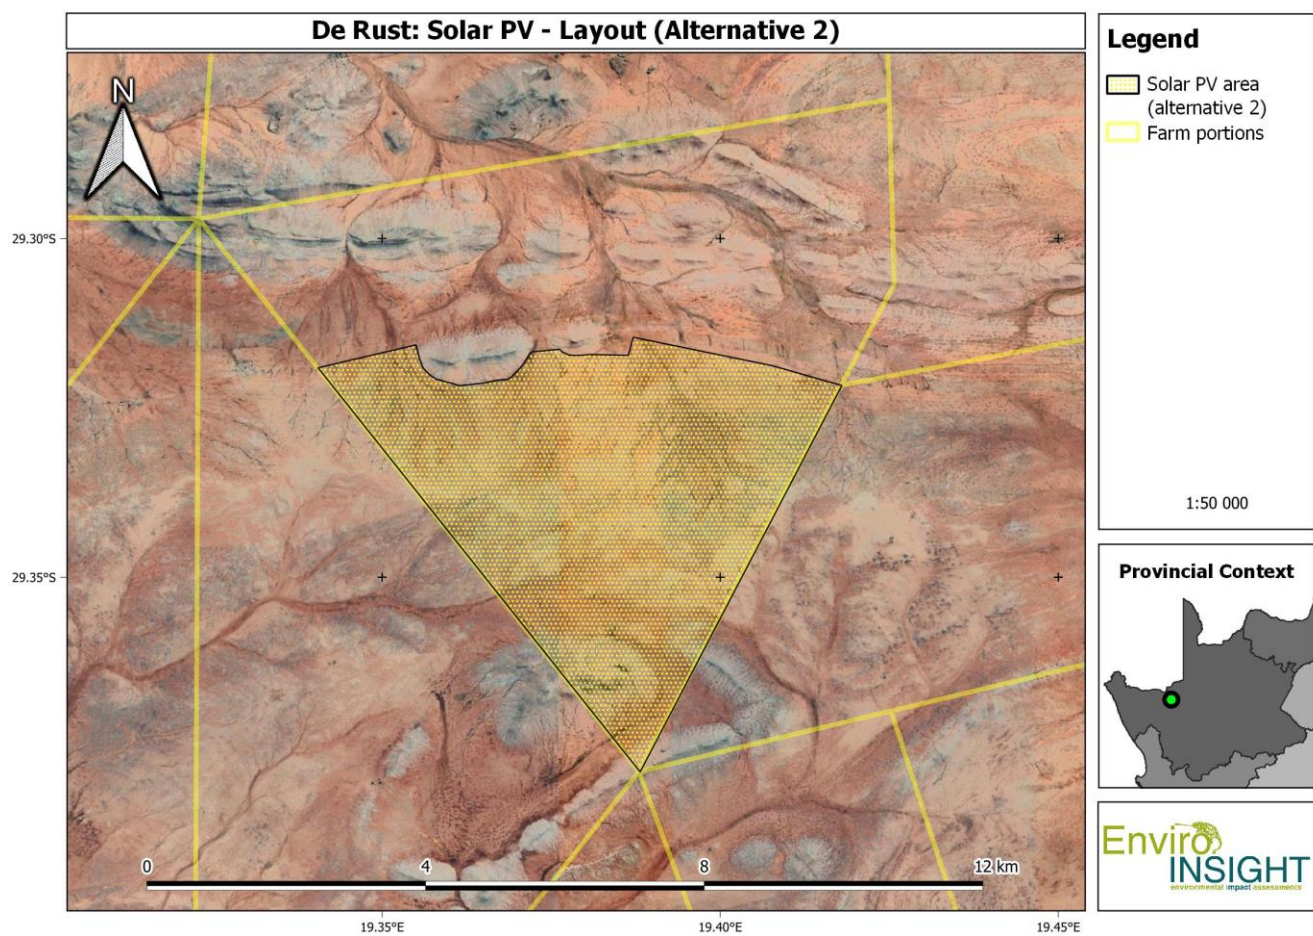 De Rust: Solar PV - Layout (Alternative 2)
N
29.30°S
29.35°S
0
4
8
12 km
19.35°E
19.40°E
19.45°E
Legend
Solar PV area
(alternative 2)
Farm portions
1:50 000
Provincial Context
Enviro
INSIGHT
environmental impact assessments